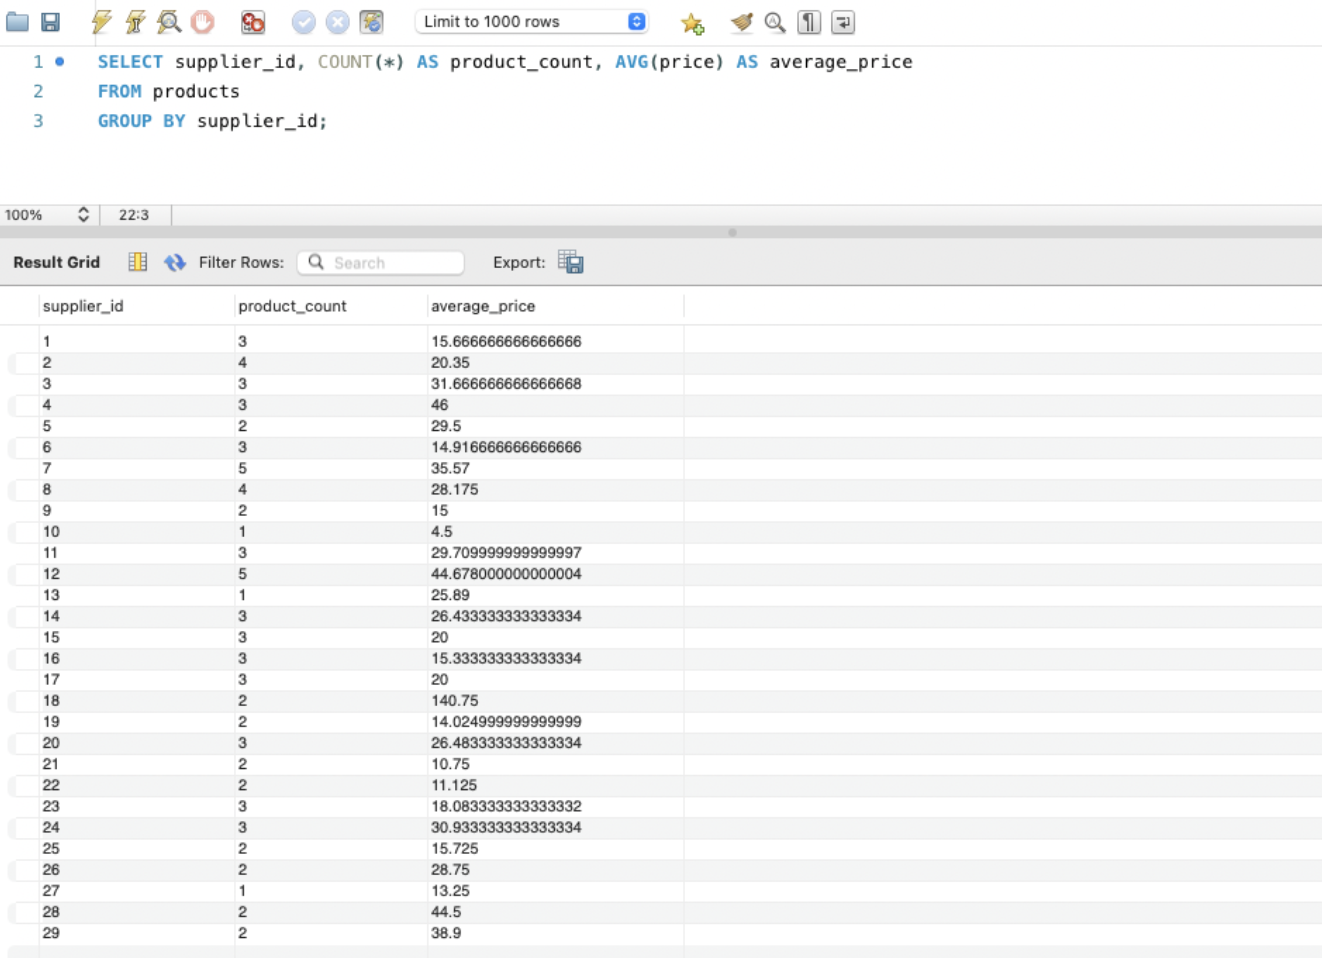 Limit to 1000 rows
1 SELECT supplier_id, COUNT(*) AS product_count, AVG(price) AS average_price
2 FROM products
3 GROUP BY supplier_id;
100% 22:3
Result Grid Filter Rows: Search Export:
supplier_id product_count average_price
1 3 15.666666666666666
2 4 20.35
3 3 31.666666666666668
4 3 46
5 2 29.5
6 3 14.916666666666666
7 5 35.57
8 4 28.175
9 2 15
10 1 4.5
11 3 29.709999999999997
12 5 44.678000000000004
13 1 25.89
14 3 26.433333333333334
15 3 20
16 3 15.333333333333334
17 3 20
18 2 140.75
19 2 14.024999999999999
20 3 26.483333333333334
21 2 10.75
22 2 11.125
23 3 18.083333333333332
24 3 30.933333333333334
25 2 15.725
26 2 28.75
27 1 13.25
28 2 44.5
29 2 38.9